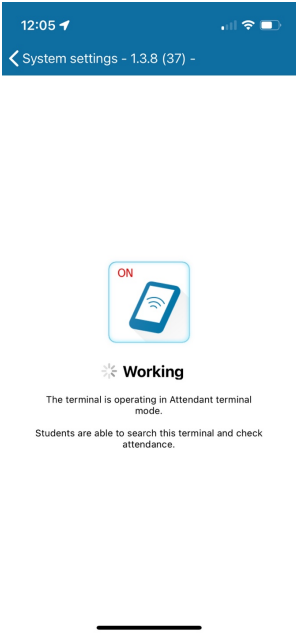 12:05
System settings - 1.3.8 (37) -
ON
Working
The terminal is operating in Attendant terminal
mode.
Students are able to search this terminal and check
attendance.